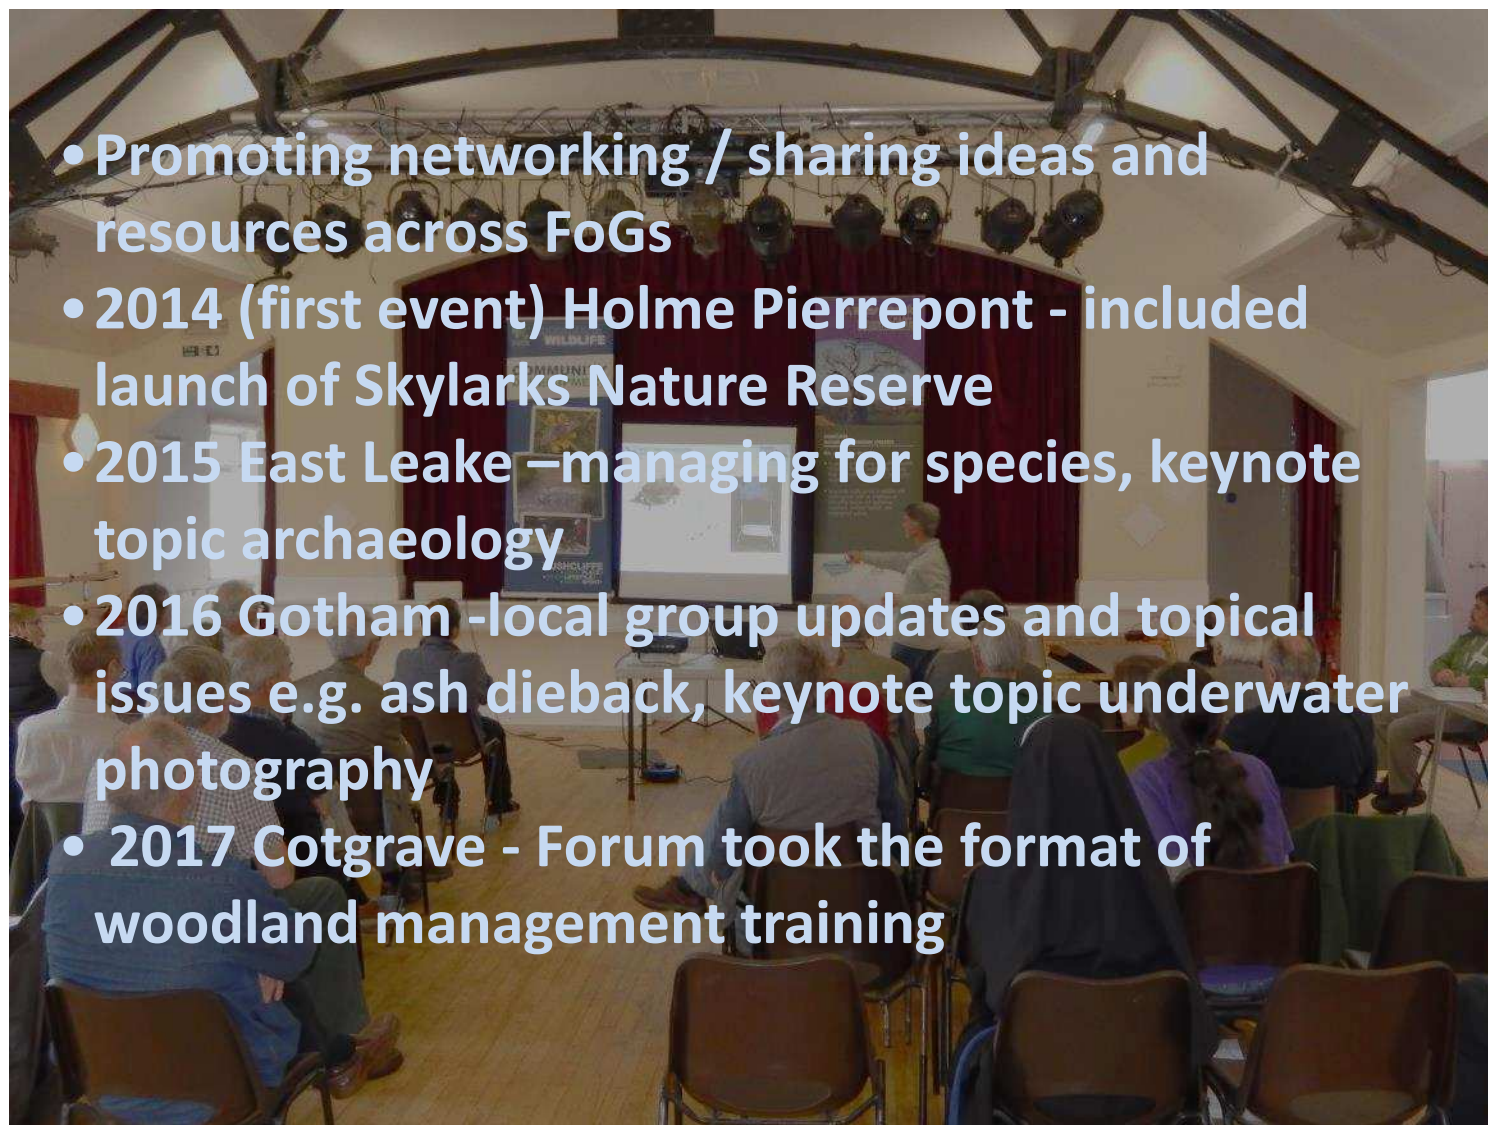 • Promoting networking / sharing ideas and
resources across FoGs
• 2014 (first event) Holme Pierrepont - included
launch of Skylarks Nature Reserve
• 2015 East Leake –managing for species, keynote
topic archaeology
• 2016 Gotham -local group updates and topical
issues e.g. ash dieback, keynote topic underwater
photography
• 2017 Cotgrave - Forum took the format of
woodland management training
WILDLIFE
COMMUNITY